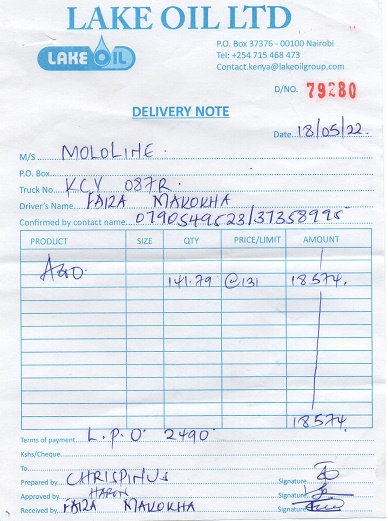 LAKE OIL LTD
LAKE OIL
P.O. Box 37376 - 00100 Nairobi
Tel: +254 715 468 473
Contact.kenya@lakeoilgroup.com
D/NO. 79280
DELIVERY NOTE
Date 18/05/22.
M/S MOLOLINE.
P.O. Box
Truck No. KCV 087R.
Driver's Name FAIZA MAKOKHA
Confirmed by contact name 0790549523/37358995
PRODUCT SIZE QTY PRICE/LIMIT AMOUNT
AGO 141.79 @131 18574.
18574.
Terms of payment L.P.O 2490.
Kshs/Cheque
To
Prepared by CHRISPINUS Signature
Approved by HARON Signature
Received by FAIZA MAKOKHA Signature